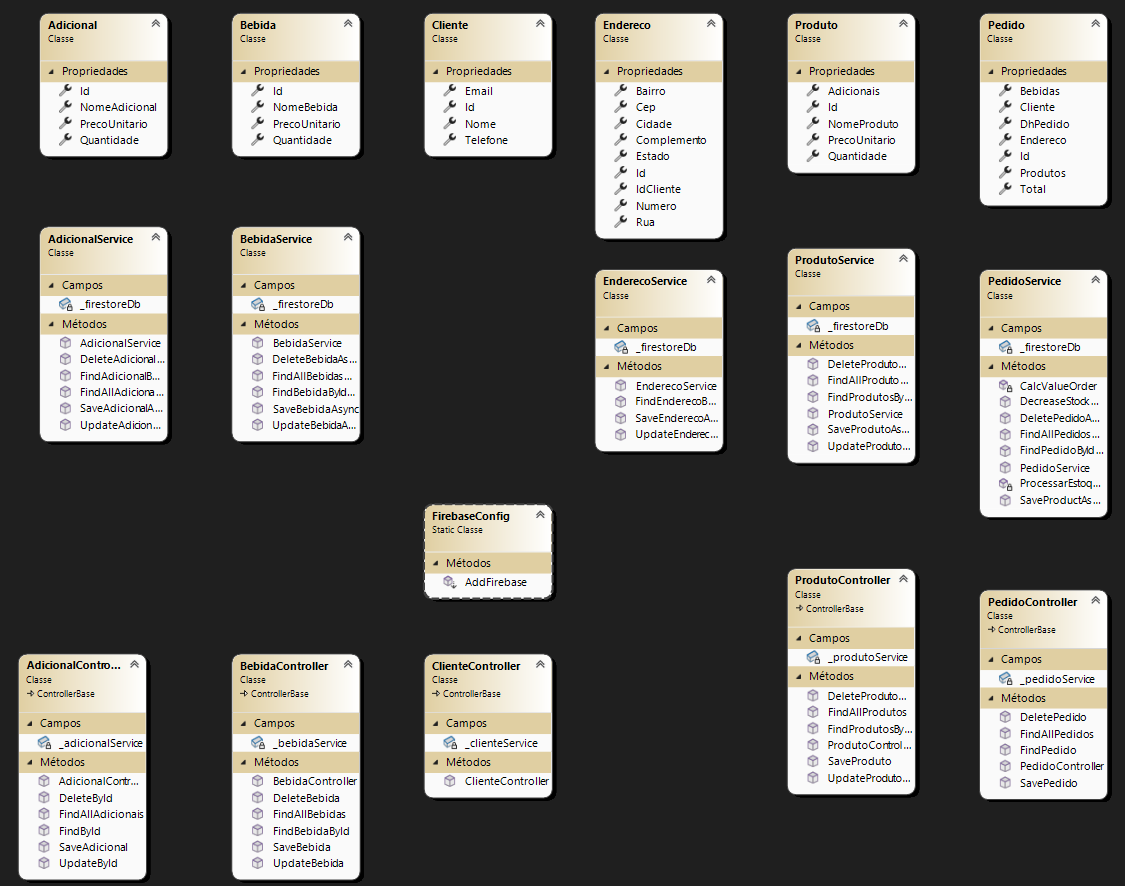 Adicional
Classe
Propriedades
Id
NomeAdicional
PrecoUnitario
Quantidade
Bebida
Classe
Propriedades
Id
NomeBebida
PrecoUnitario
Quantidade
Cliente
Classe
Propriedades
Email
Id
Nome
Telefone
Endereco
Classe
Propriedades
Bairro
Cep
Cidade
Complemento
Estado
Id
IdCliente
Numero
Rua
Produto
Classe
Propriedades
Adicionais
Id
NomeProduto
PrecoUnitario
Quantidade
Pedido
Classe
Propriedades
Bebidas
Cliente
DhPedido
Endereco
Id
Produtos
Total
AdicionalService
Classe
Campos
_firestoreDb
Métodos
AdicionalService
DeleteAdicional...
FindAdicionalB...
FindAllAdiciona...
SaveAdicionalA...
UpdateAdicion...
BebidaService
Classe
Campos
_firestoreDb
Métodos
BebidaService
DeleteBebidaAs...
FindAllBebidas...
FindBebidaById...
SaveBebidaAsync
UpdateBebidaA...
EnderecoService
Classe
Campos
_firestoreDb
Métodos
EnderecoService
FindEnderecoB...
SaveEnderecoA...
UpdateEnderec...
ProdutoService
Classe
Campos
_firestoreDb
Métodos
DeleteProduto...
FindAllProduto...
FindProdutosBy...
ProdutoService
SaveProdutoAs...
UpdateProduto...
PedidoService
Classe
Campos
_firestoreDb
Métodos
CalcValueOrder
DecreaseStock...
DeletePedidoA...
FindAllPedidos...
FindPedidoById...
PedidoService
ProcessarEstoq...
SaveProductAs...
FirebaseConfig
Static Classe
Métodos
AddFirebase
AdicionalContro...
Classe
ControllerBase
Campos
_adicionalService
Métodos
AdicionalContr...
DeleteById
FindAllAdicionais
FindById
SaveAdicional
UpdateById
BebidaController
Classe
ControllerBase
Campos
_bebidaService
Métodos
BebidaController
DeleteBebida
FindAllBebidas
FindBebidaById
SaveBebida
UpdateBebida
ClienteController
Classe
ControllerBase
Campos
_clienteService
Métodos
ClienteController
ProdutoController
Classe
ControllerBase
Campos
_produtoService
Métodos
DeleteProduto...
FindAllProdutos
FindProdutosBy...
ProdutoControl...
SaveProduto
UpdateProduto...
PedidoController
Classe
ControllerBase
Campos
_pedidoService
Métodos
DeletePedido
FindAllPedidos
FindPedido
PedidoController
SavePedido